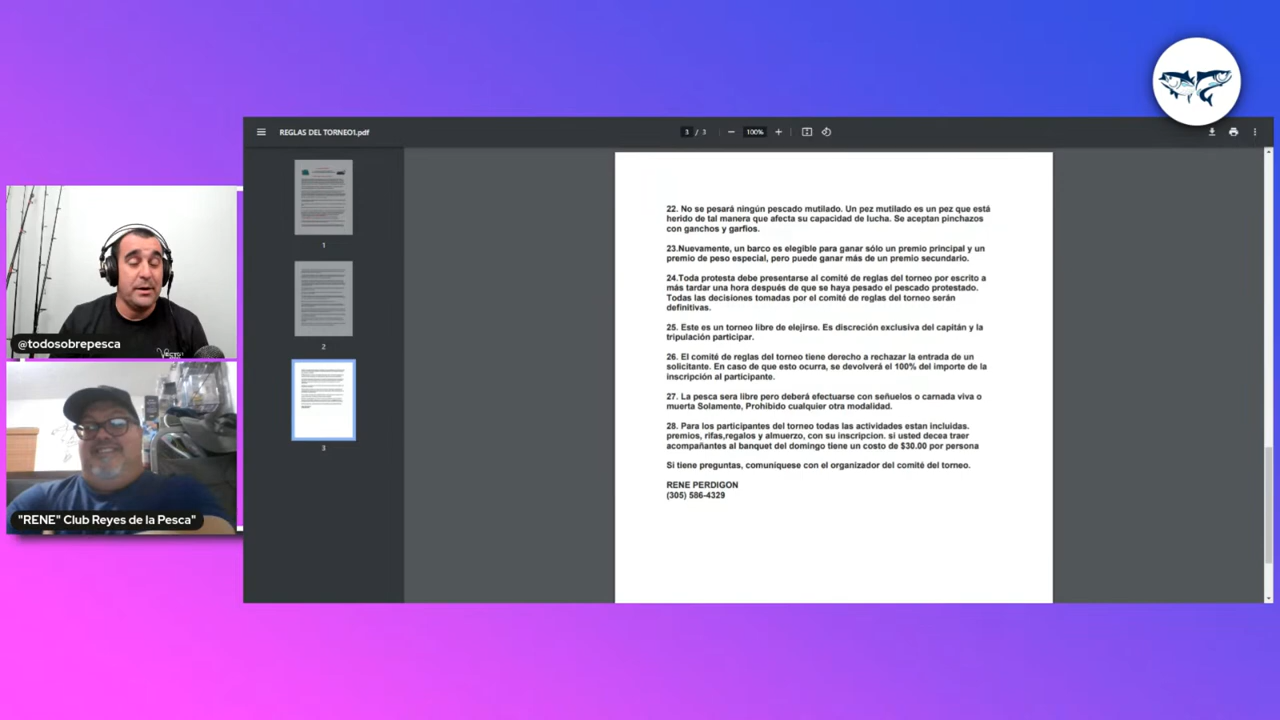 REGLAS DEL TORNEO1.pdf
3 / 3
100%
22. No se pesará ningún pescado mutilado. Un pez mutilado es un pez que está
herido de tal manera que afecta su capacidad de lucha. Se aceptan pinchazos
con ganchos y garfios.
23.Nuevamente, un barco es elegible para ganar sólo un premio principal y un
premio de peso especial, pero puede ganar más de un premio secundario.
24.Toda protesta debe presentarse al comité de reglas del torneo por escrito a
más tardar una hora después de que se haya pesado el pescado protestado.
Todas las decisiones tomadas por el comité de reglas del torneo serán
definitivas.
25. Este es un torneo libre de elejirse. Es discreción exclusiva del capitán y la
tripulación participar.
26. El comité de reglas del torneo tiene derecho a rechazar la entrada de un
solicitante. En caso de que esto ocurra, se devolverá el 100% del importe de la
inscripción al participante.
27. La pesca sera libre pero deberá efectuarse con señuelos o carnada viva o
muerta Solamente, Prohibido cualquier otra modalidad.
28. Para los participantes del torneo todas las actividades estan incluidas.
premios, rifas,regalos y almuerzo, con su inscripcion. si usted decea traer
acompañantes al banquet del domingo tiene un costo de $30.00 por persona
Si tiene preguntas, comuníquese con el organizador del comité del torneo.
RENE PERDIGON
(305) 586-4329
1
2
3
@todosobrepesca
"RENE" Club Reyes de la Pesca"